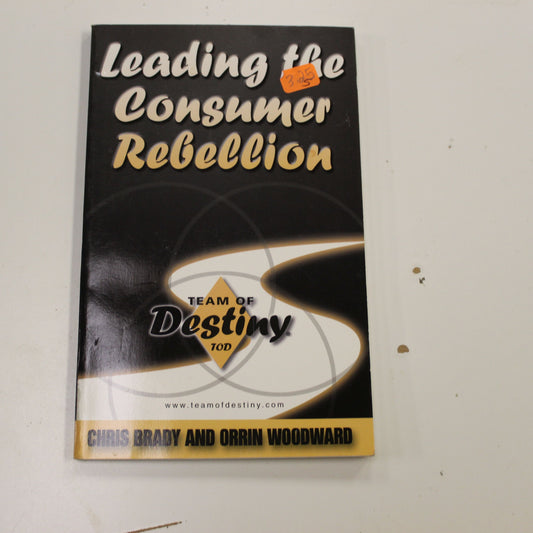 Leading the
Consumer
Rebellion
TEAM OF
Destiny
TOD
www.teamofdestiny.com
CHRIS BRADY AND ORRIN WOODWARD